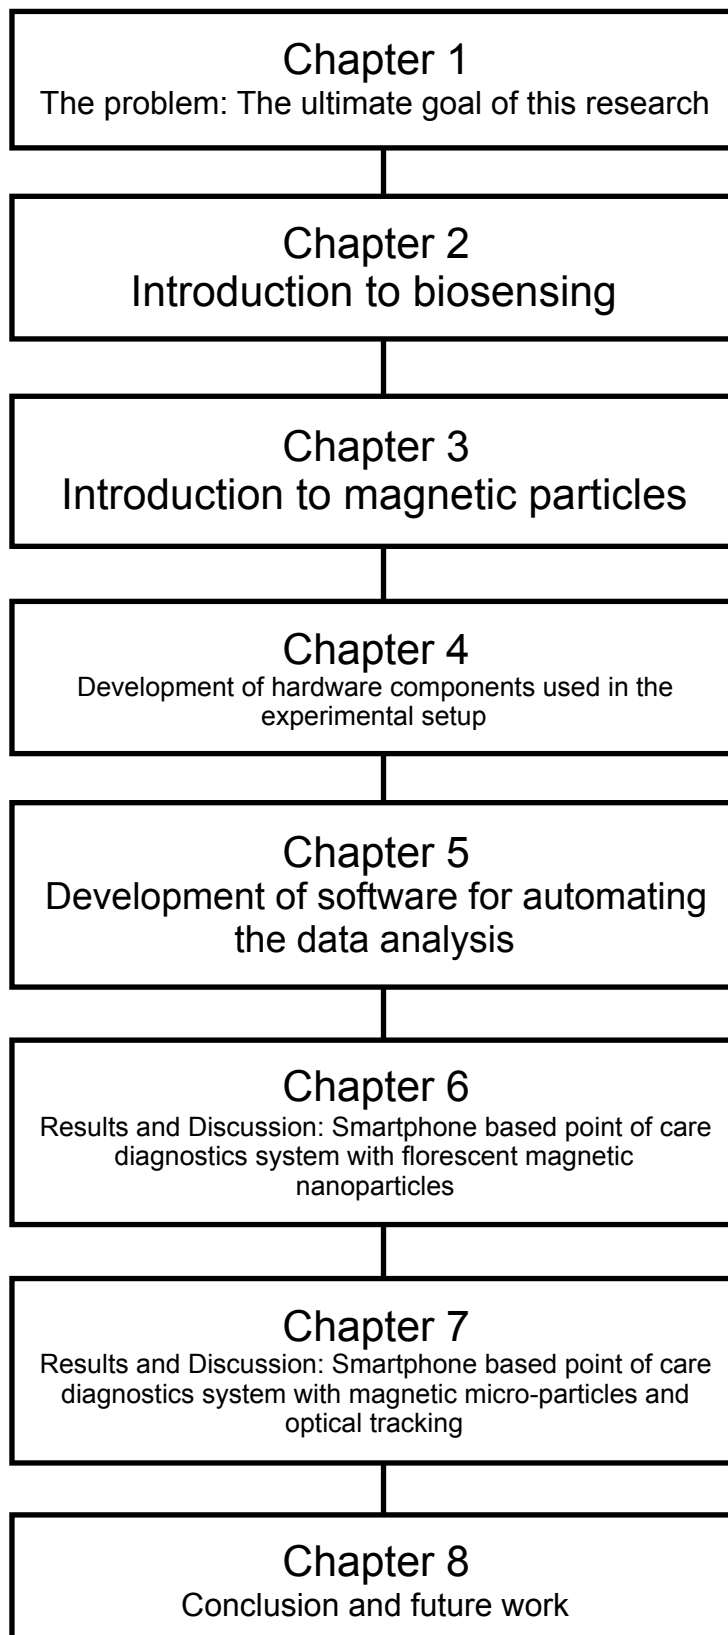 Chapter 1
The problem: The ultimate goal of this research
Chapter 2
Introduction to biosensing
Chapter 3
Introduction to magnetic particles
Chapter 4
Development of hardware components used in the
experimental setup
Chapter 5
Development of software for automating
the data analysis
Chapter 6
Results and Discussion: Smartphone based point of care
diagnostics system with florescent magnetic
nanoparticles
Chapter 7
Results and Discussion: Smartphone based point of care
diagnostics system with magnetic micro-particles and
optical tracking
Chapter 8
Conclusion and future work